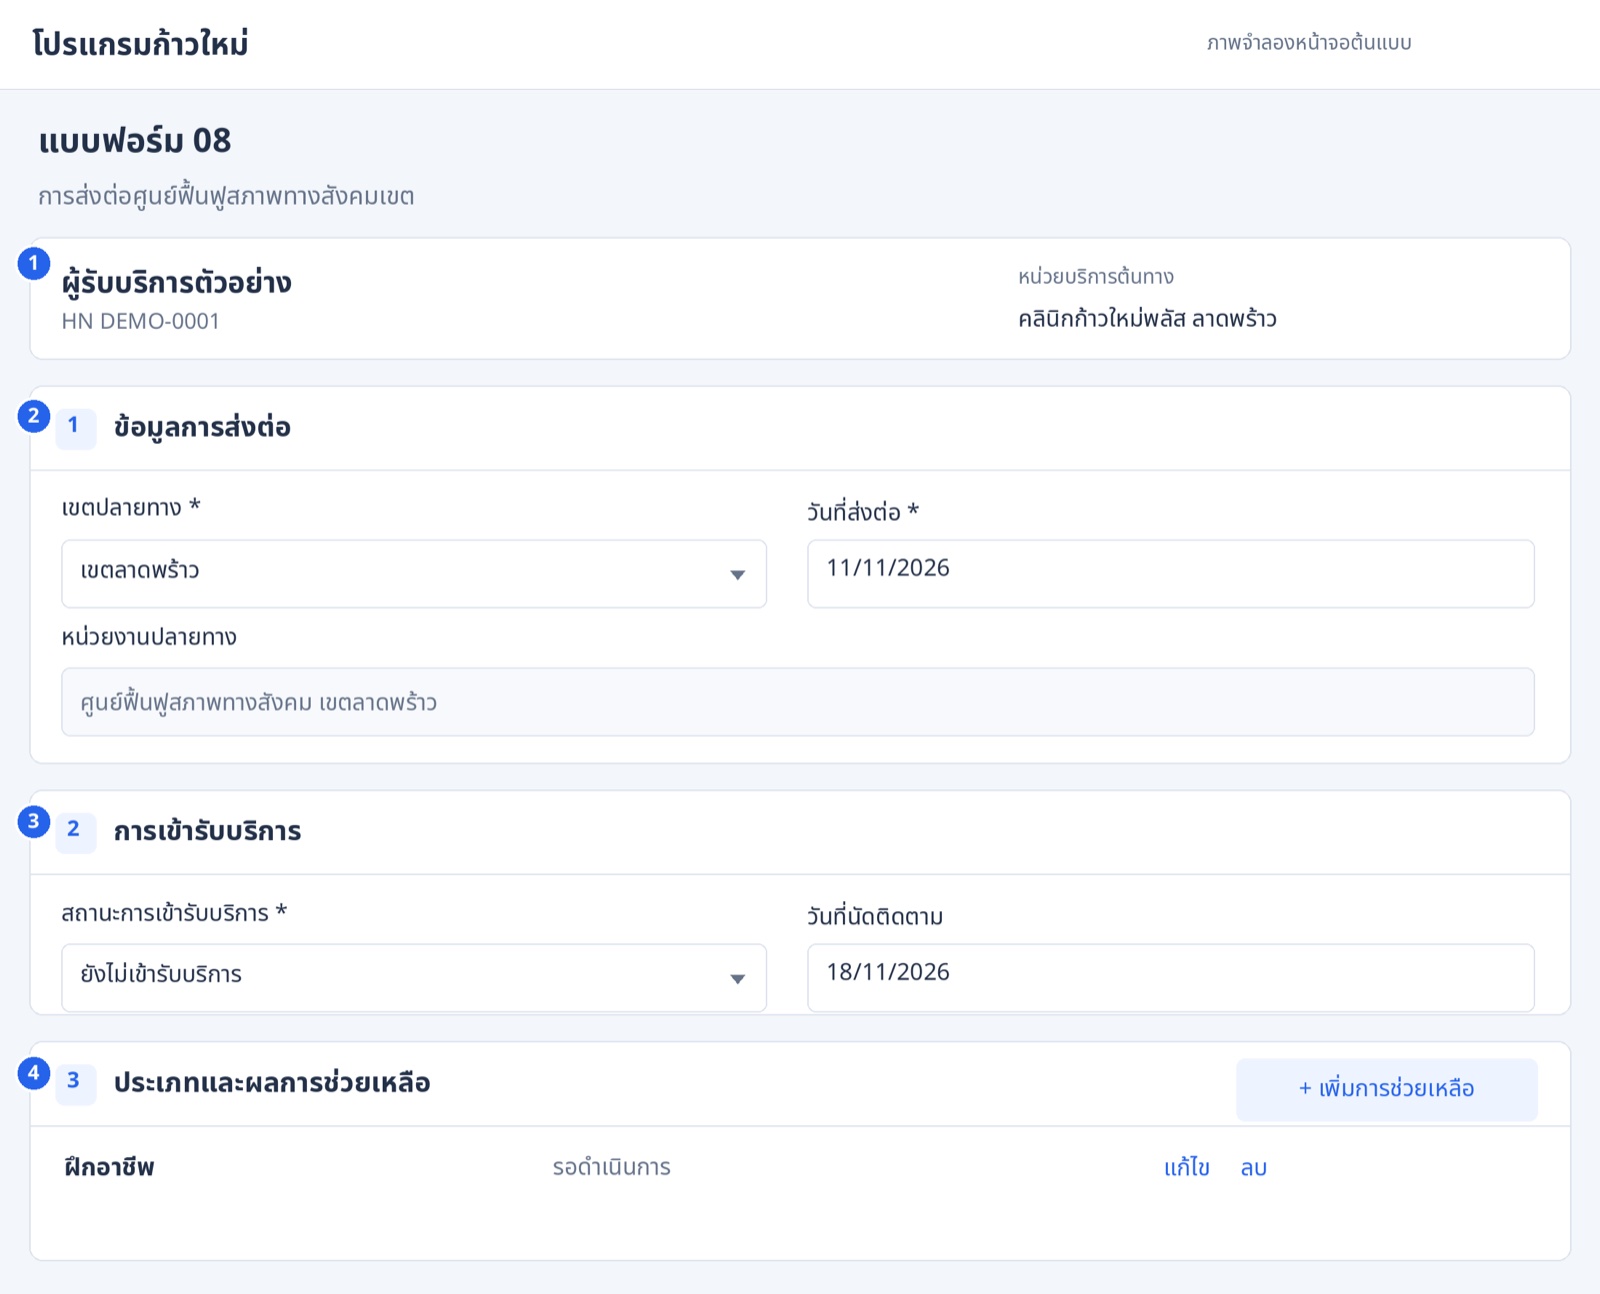 โปรแกรมก้าวใหม่
ภาพจำลองหน้าจอต้นแบบ
แบบฟอร์ม 08
การส่งต่อศูนย์ฟื้นฟูสภาพทางสังคมเขต
1
ผู้รับบริการตัวอย่าง
HN DEMO-0001
หน่วยบริการต้นทาง
คลินิกก้าวใหม่พลัส ลาดพร้าว
2
1 ข้อมูลการส่งต่อ
เขตปลายทาง *
เขตลาดพร้าว
วันที่ส่งต่อ *
11/11/2026
หน่วยงานปลายทาง
ศูนย์ฟื้นฟูสภาพทางสังคม เขตลาดพร้าว
3
2 การเข้ารับบริการ
สถานะการเข้ารับบริการ *
ยังไม่เข้ารับบริการ
วันที่นัดติดตาม
18/11/2026
4
3 ประเภทและผลการช่วยเหลือ
+ เพิ่มการช่วยเหลือ
ฝึกอาชีพ
รอดำเนินการ
แก้ไข ลบ